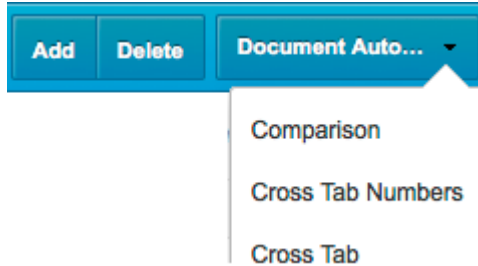 Add Delete Document Auto...
Comparison
Cross Tab Numbers
Cross Tab